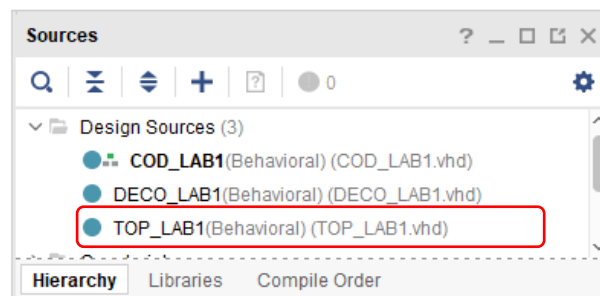 Sources
0
Design Sources (3)
COD_LAB1(Behavioral) (COD_LAB1.vhd)
DECO_LAB1(Behavioral) (DECO_LAB1.vhd)
TOP_LAB1(Behavioral) (TOP_LAB1.vhd)
Hierarchy Libraries Compile Order